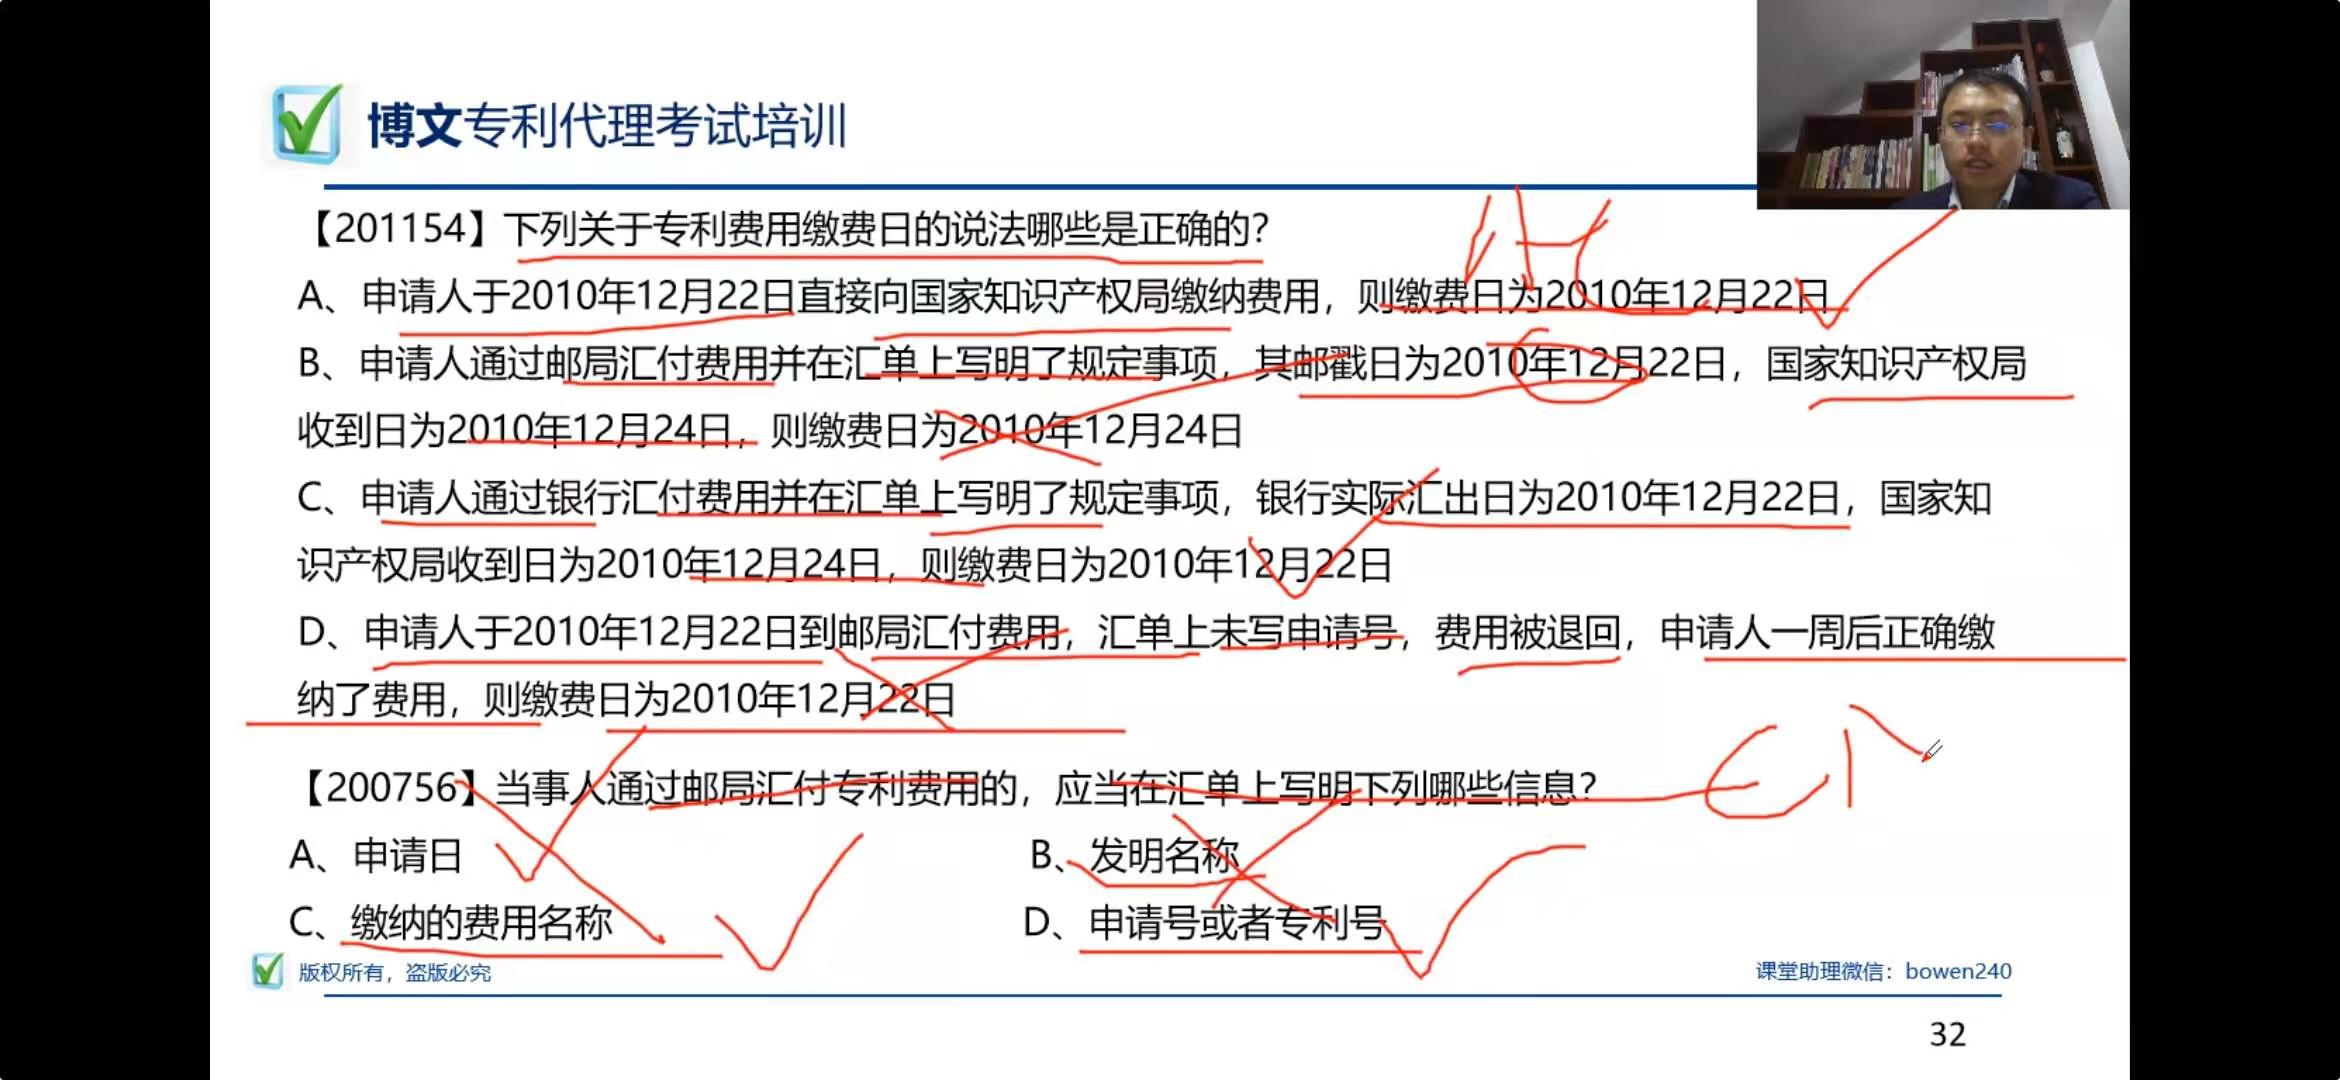 博文专利代理考试培训
【201154】下列关于专利费用缴费日的说法哪些是正确的?
A、申请人于2010年12月22日直接向国家知识产权局缴纳费用，则缴费日为2010年12月22日
B、申请人通过邮局汇付费用并在汇单上写明了规定事项，其邮戳日为2010年12月22日，国家知识产权局
收到日为2010年12月24日，则缴费日为2010年12月24日
C、申请人通过银行汇付费用并在汇单上写明了规定事项，银行实际汇出日为2010年12月22日，国家知
识产权局收到日为2010年12月24日，则缴费日为2010年12月22日
D、申请人于2010年12月22日到邮局汇付费用，汇单上未写申请号，费用被退回，申请人一周后正确缴
纳了费用，则缴费日为2010年12月22日
【200756】当事人通过邮局汇付专利费用的，应当在汇单上写明下列哪些信息?
A、申请日
B、发明名称
C、缴纳的费用名称
D、申请号或者专利号
版权所有，盗版必究
课堂助理微信：bowen240
32